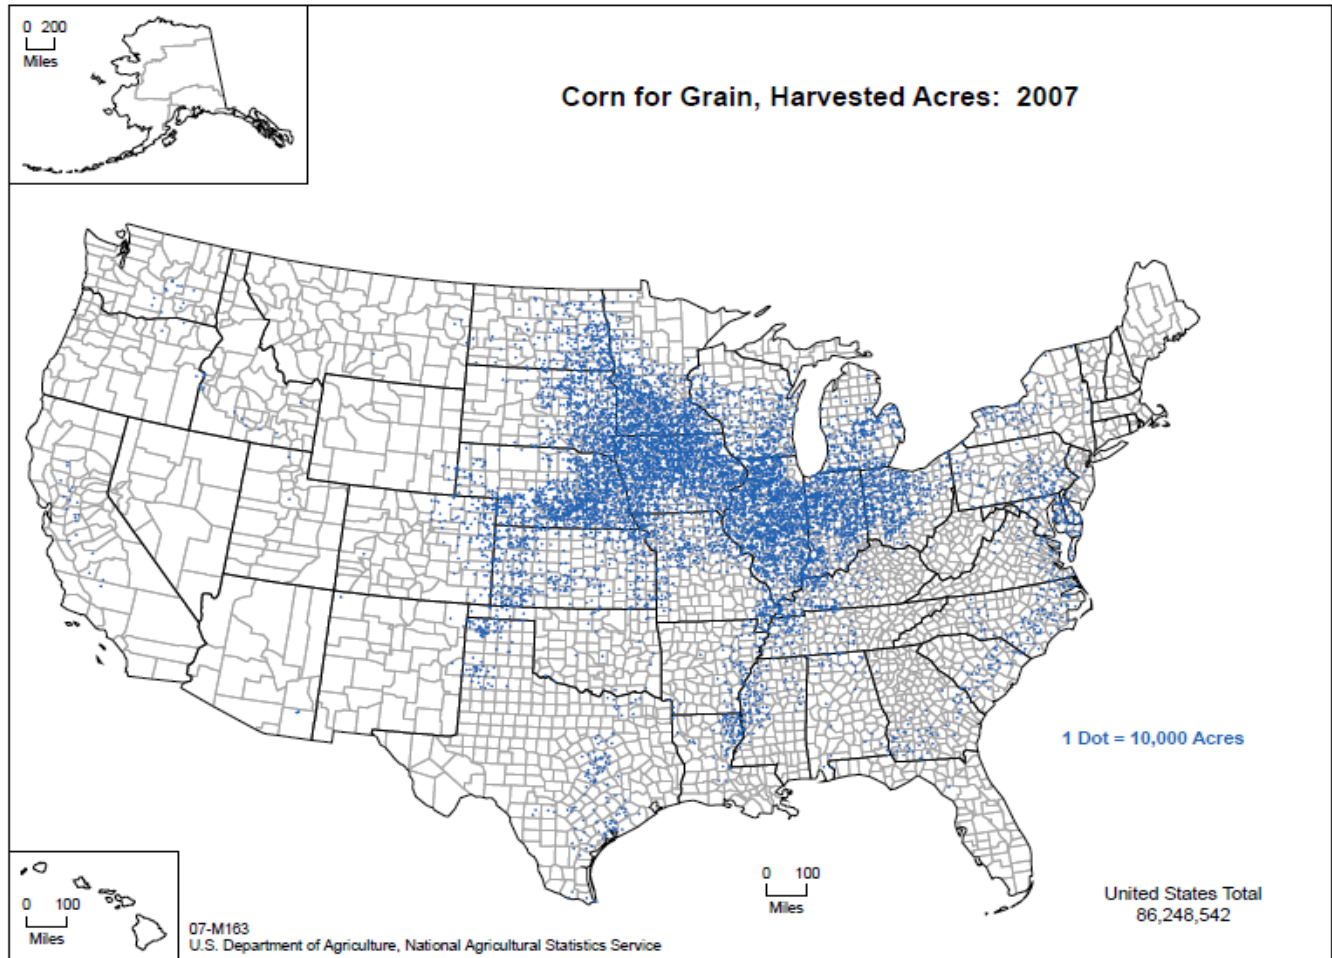 0 200
Miles
Corn for Grain, Harvested Acres: 2007
1 Dot = 10,000 Acres
0 100
Miles
0 100
Miles
United States Total
86,248,542
07-M163
U.S. Department of Agriculture, National Agricultural Statistics Service